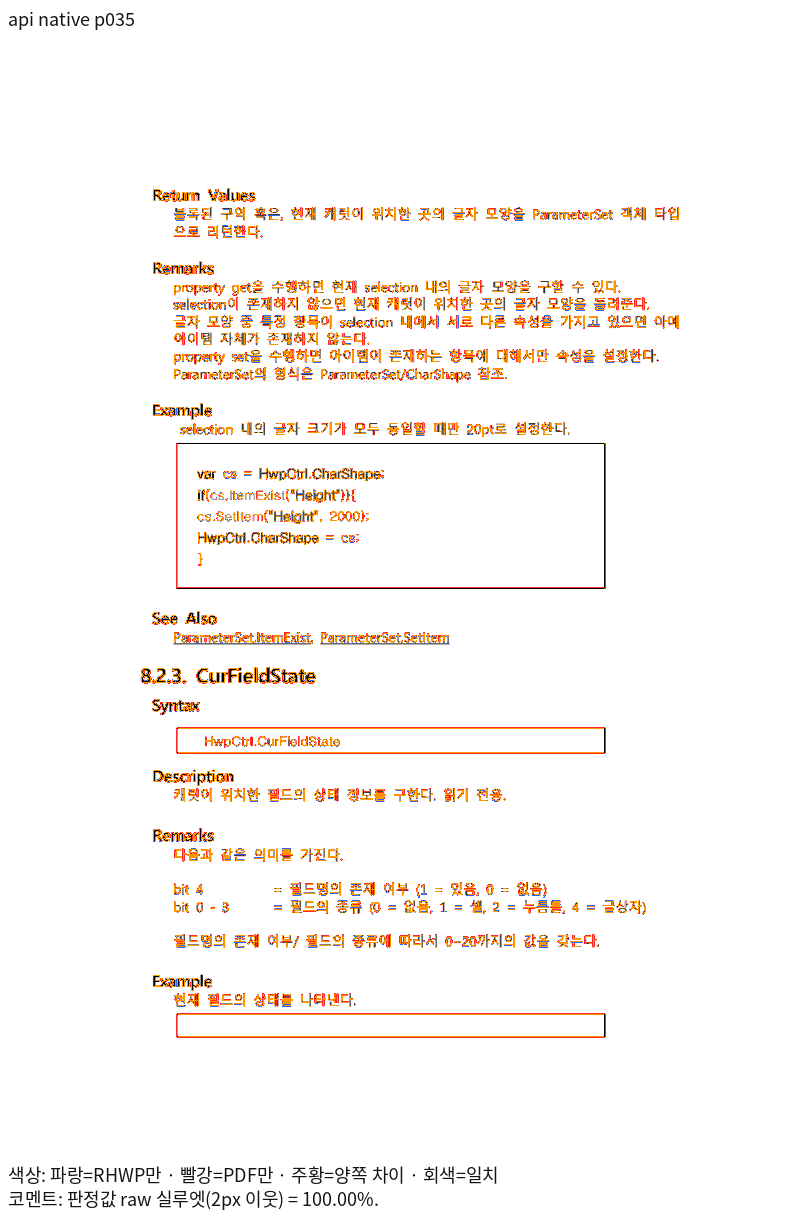 api native p035
Return Values
블록된 구역 혹은, 현재 캐럿이 위치한 곳의 글자 모양을 ParameterSet 객체 타입
으로 리턴한다.
Remarks
property get을 수행하면 현재 selection 내의 글자 모양을 구할 수 있다.
selection이 존재하지 않으면 현재 캐럿이 위치한 곳의 글자 모양을 돌려준다.
글자 모양 중 특정 항목이 selection 내에서 서로 다른 속성을 가지고 있으면 아예
아이템 자체가 존재하지 않는다.
property set을 수행하면 아이템이 존재하는 항목에 대해서만 속성을 설정한다.
ParameterSet의 형식은 ParameterSet/CharShape 참조.
Example
selection 내의 글자 크기가 모두 동일할 때만 20pt로 설정한다.
var cs = HwpCtrl.CharShape;
if(cs.ItemExist("Height")){
cs.SetItem("Height", 2000);
HwpCtrl.CharShape = cs;
}
See Also
ParameterSet.ItemExist, ParameterSet.SetItem
8.2.3. CurFieldState
Syntax
HwpCtrl.CurFieldState
Description
캐럿이 위치한 필드의 상태 정보를 구한다. 읽기 전용.
Remarks
다음과 같은 의미를 가진다.
bit 4 = 필드명의 존재 여부 (1 = 있음, 0 = 없음)
bit 0 - 3 = 필드의 종류 (0 = 없음, 1 = 셀, 2 = 누름틀, 4 = 글상자)
필드명의 존재 여부/ 필드의 종류에 따라서 0~20까지의 값을 갖는다.
Example
현재 필드의 상태를 나타낸다.
색상: 파랑=RHWP만 · 빨강=PDF만 · 주황=양쪽 차이 · 회색=일치
코멘트: 판정값 raw 실루엣(2px 이웃) = 100.00%.